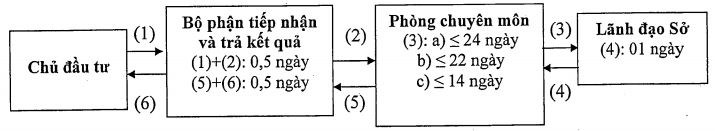 Chủ đầu tư
(1)
(6)
Bộ phận tiếp nhận
và trả kết quả
(1)+(2): 0,5 ngày
(5)+(6): 0,5 ngày
(2)
(5)
Phòng chuyên môn
(3): a) ≤ 24 ngày
b) ≤ 22 ngày
c) ≤ 14 ngày
(3)
(4)
Lãnh đạo Sở
(4): 01 ngày